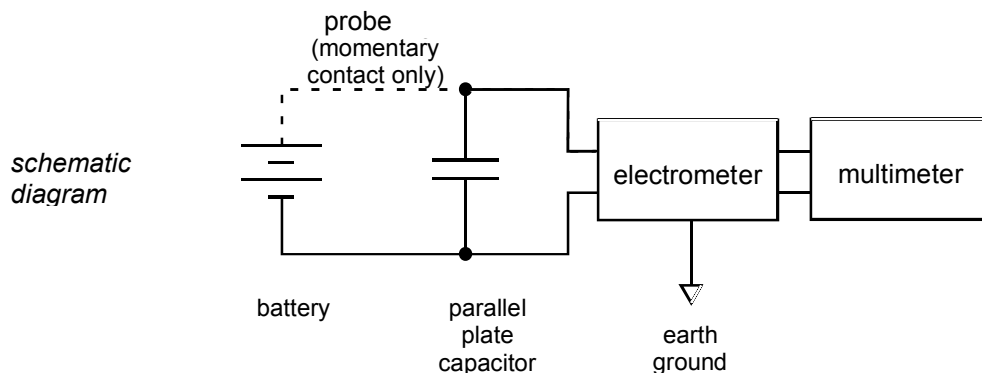 probe
(momentary
contact only)
schematic
diagram
electrometer
multimeter
battery
parallel
plate
capacitor
earth
ground